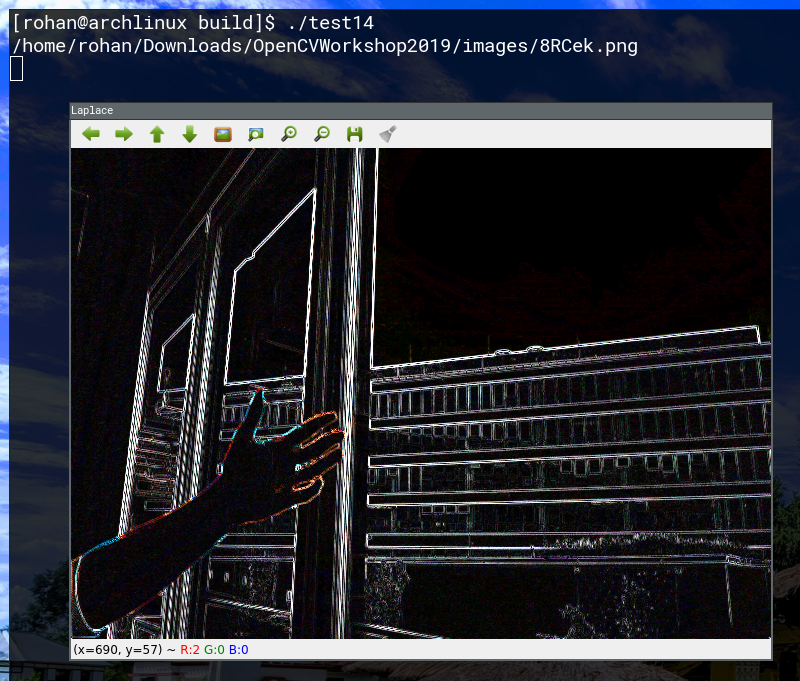 [rohan@archlinux build]$ ./test14
/home/rohan/Downloads/OpenCVWorkshop2019/images/8RCek.png
Laplace
(x=690, y=57) ~ R:2 G:0 B:0